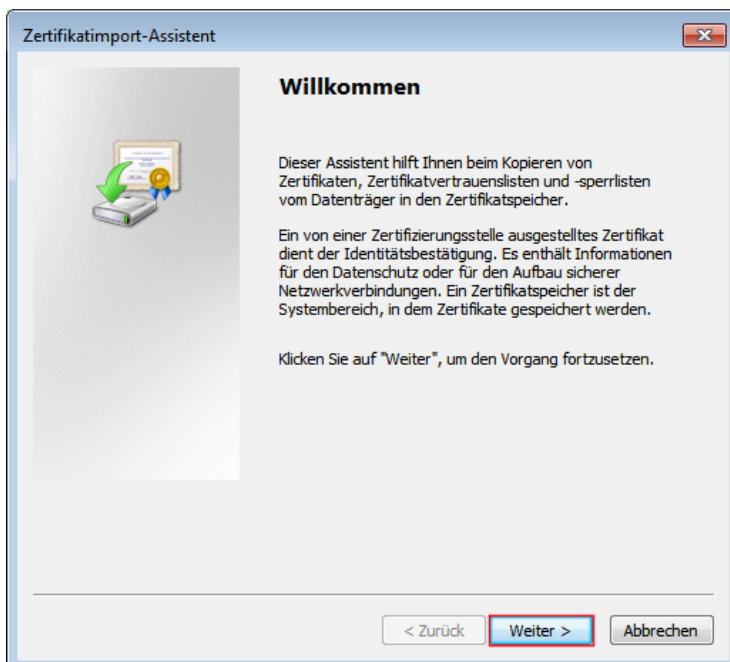 Zertifikatimport-Assistent
Willkommen
Dieser Assistent hilft Ihnen beim Kopieren von
Zertifikaten, Zertifikatvertrauenslisten und -sperrlisten
vom Datenträger in den Zertifikatspeicher.
Ein von einer Zertifizierungsstelle ausgestelltes Zertifikat
dient der Identitätsbestätigung. Es enthält Informationen
für den Datenschutz oder für den Aufbau sicherer
Netzwerkverbindungen. Ein Zertifikatspeicher ist der
Systembereich, in dem Zertifikate gespeichert werden.
Klicken Sie auf "Weiter", um den Vorgang fortzusetzen.
< Zurück Weiter > Abbrechen